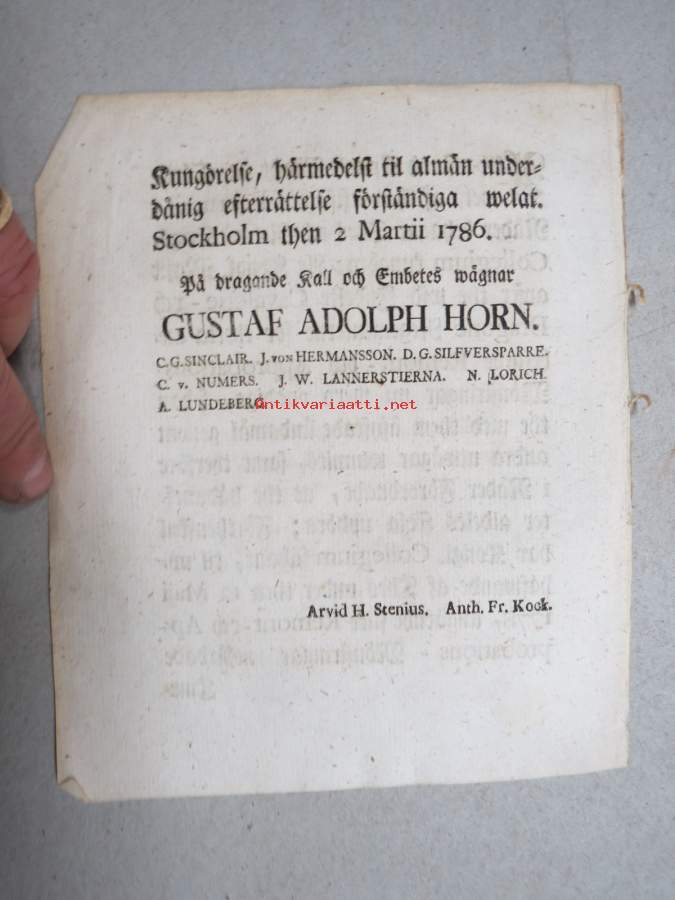 Kungörelse, härmedelst til almän under=
dånig efterrättelse förständiga welat.
Stockholm then 2 Martii 1786.
På dragande Kall och Embetes wägnar
GUSTAF ADOLPH HORN.
C. G. SINCLAIR. J. von HERMANSSON. D. G. SILFVERSPARRE.
C. v. NUMERS. J. W. LANNERSTIERNA. N. LORICH.
A. LUNDEBERG.
antikvariaatti.net
Arvid H. Stenius. Anth. Fr. Kock.